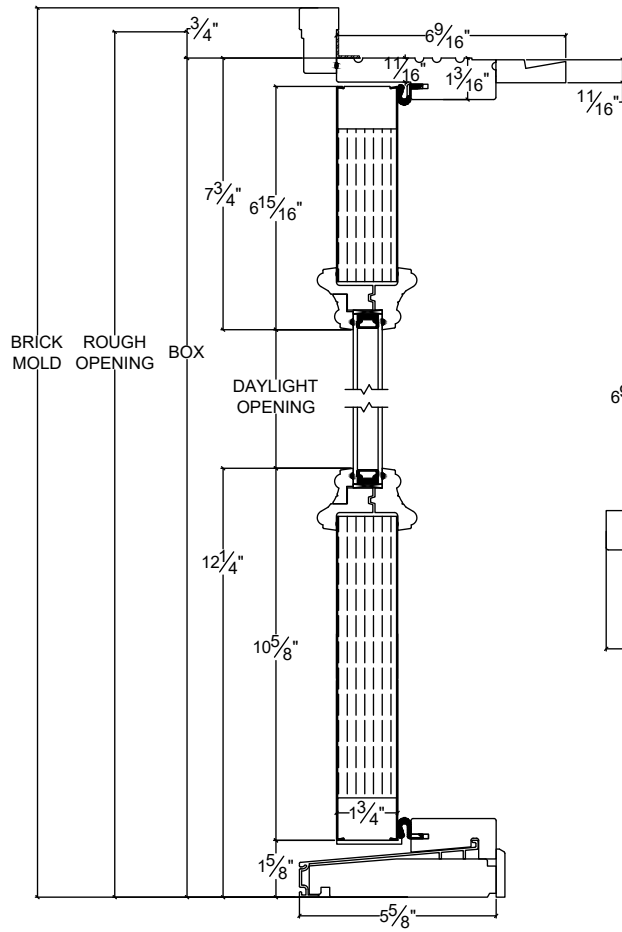 3/4"
6 9/16"
11/16"
1 3/16"
11/16"
7 3/4"
6 15/16"
BRICK
MOLD
ROUGH
OPENING
BOX
DAYLIGHT
OPENING
12 1/4"
10 5/8"
1 3/4"
1 5/8"
5 5/8"